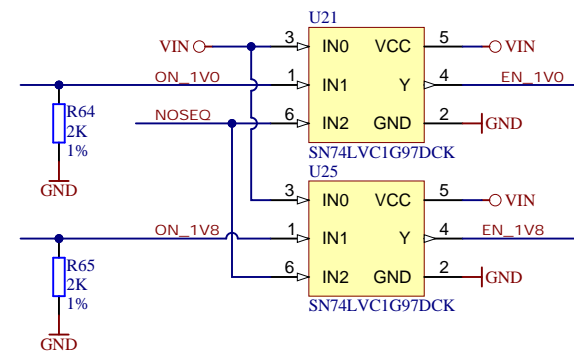 U21
VIN
3
IN0
VCC
5
VIN
ON_1V0
1
IN1
Y
4
EN_1V0
R64
2K
1%
GND
NOSEQ
6
IN2
GND
2
GND
SN74LVC1G97DCK
U25
3
IN0
VCC
5
VIN
ON_1V8
1
IN1
Y
4
EN_1V8
R65
2K
1%
GND
6
IN2
GND
2
GND
SN74LVC1G97DCK